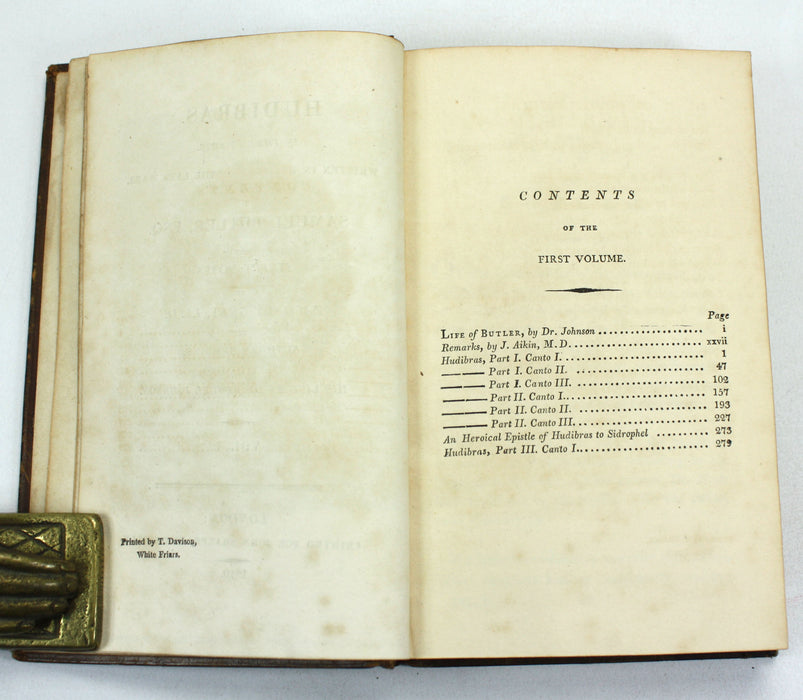 Printed by T. Davison,
White Friars.
CONTENTS
OF THE
FIRST VOLUME.
Page
LIFE of BUTLER, by Dr. Johnson .................... i
Remarks, by J. Aikin, M.D. ........................ xxvii
Hudibras, Part I. Canto I. ........................ 1
——— Part I. Canto II. ........................ 47
——— Part I. Canto III. ........................ 102
——— Part II. Canto I. ........................ 157
——— Part II. Canto II. ........................ 193
——— Part II. Canto III. ........................ 227
An Heroical Epistle of Hudibras to Sidrophel ......... 273
Hudibras, Part III. Canto I. ........................ 279